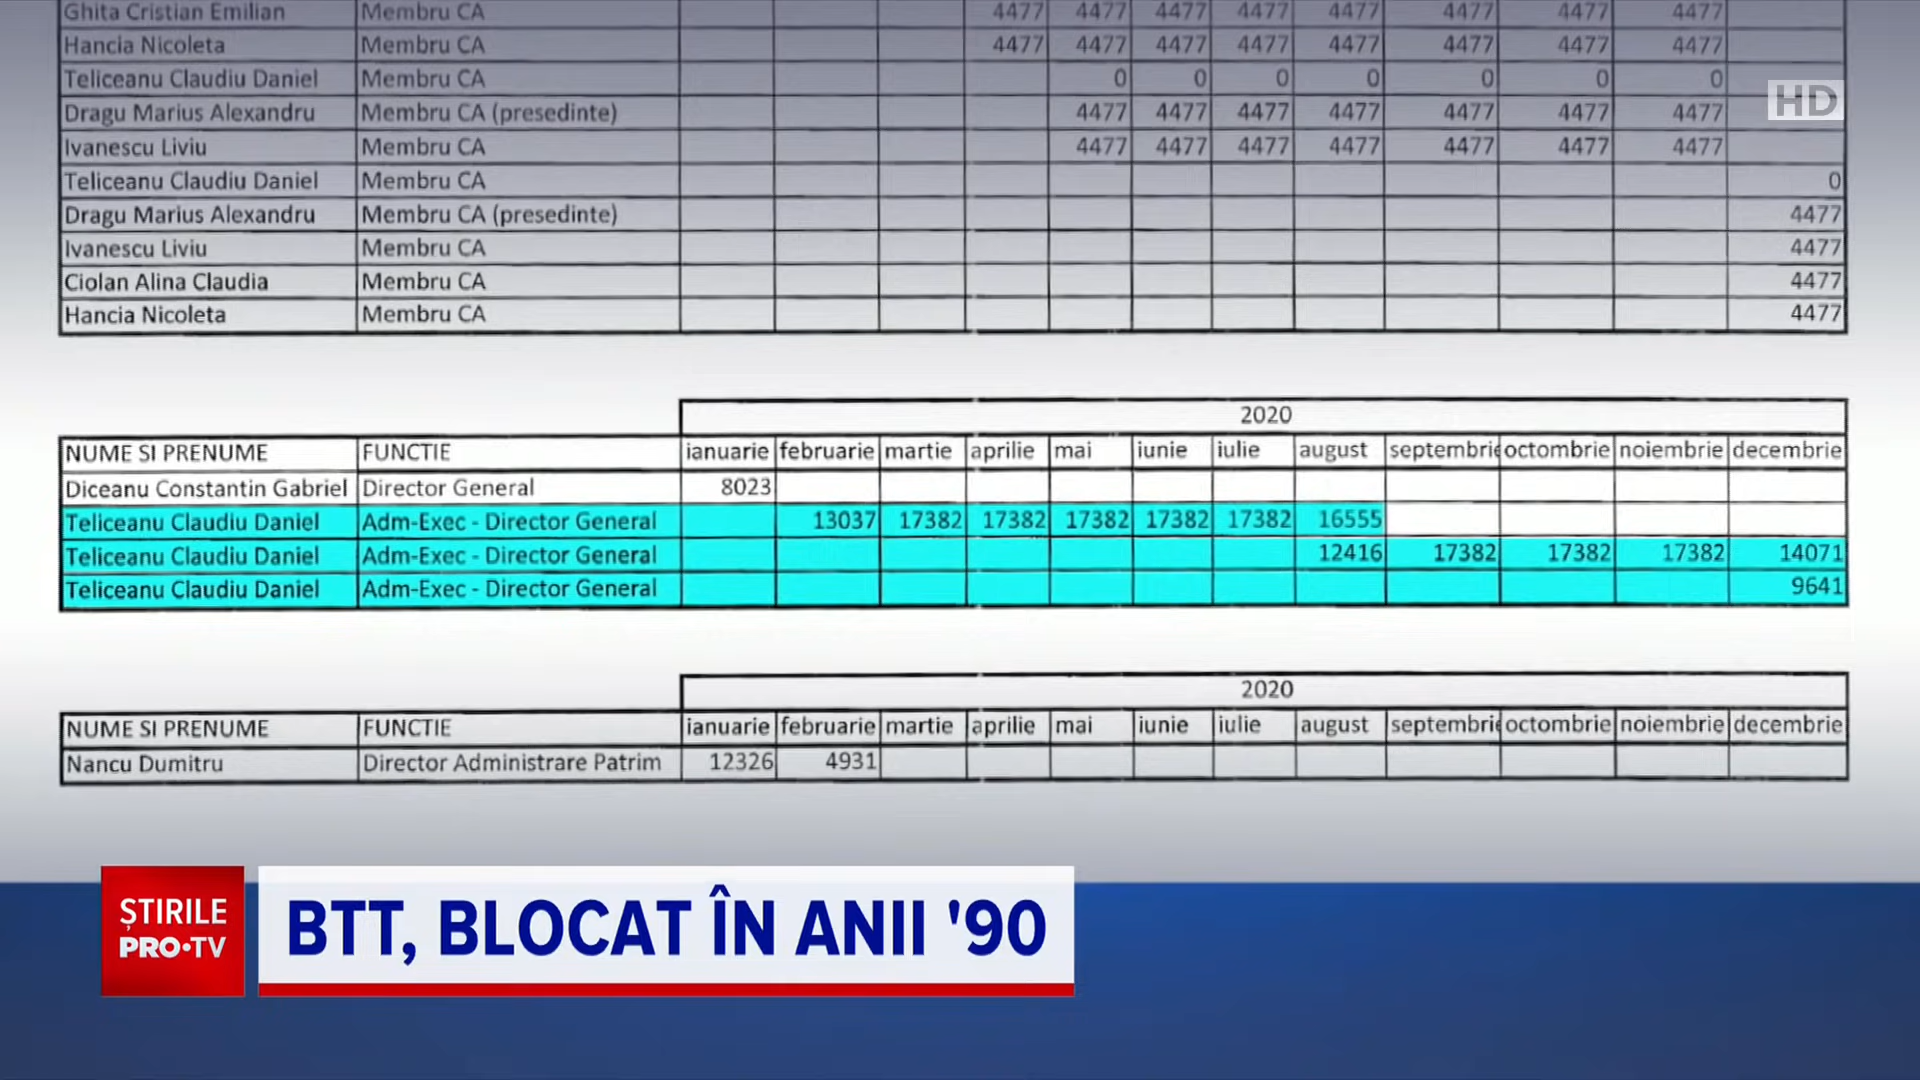 Ghita Cristian Emilian Membru CA 4477 4477 4477 4477 4477 4477 4477 4477
Hancia Nicoleta Membru CA 4477 4477 4477 4477 4477 4477 4477 4477
Teliceanu Claudiu Daniel Membru CA 0 0 0 0 0 0 0
HD
Dragu Marius Alexandru Membru CA (presedinte) 4477 4477 4477 4477 4477 4477 4477
Ivanescu Liviu Membru CA 4477 4477 4477 4477 4477 4477 4477
Teliceanu Claudiu Daniel Membru CA 0
Dragu Marius Alexandru Membru CA (presedinte) 4477
Ivanescu Liviu Membru CA 4477
Ciolan Alina Claudia Membru CA 4477
Hancia Nicoleta Membru CA 4477
2020
NUME SI PRENUME FUNCTIE ianuarie februarie martie aprilie mai iunie iulie august septembrie octombrie noiembrie decembrie
Diceanu Constantin Gabriel Director General 8023
Teliceanu Claudiu Daniel Adm-Exec - Director General 13037 17382 17382 17382 17382 17382 16555
Teliceanu Claudiu Daniel Adm-Exec - Director General 12416 17382 17382 17382 14071
Teliceanu Claudiu Daniel Adm-Exec - Director General 9641
2020
NUME SI PRENUME FUNCTIE ianuarie februarie martie aprilie mai iunie iulie august septembrie octombrie noiembrie decembrie
Nancu Dumitru Director Administrare Patrim 12326 4931
ȘTIRILE
PRO•TV
BTT, BLOCAT ÎN ANII '90